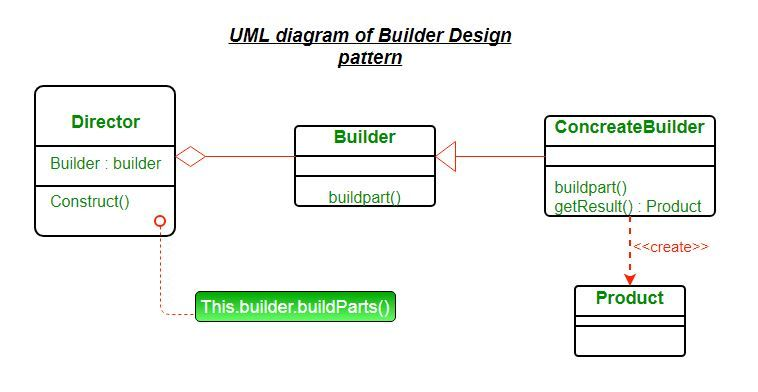 UML diagram of Builder Design
pattern
Director
Builder : builder
Construct()
Builder
buildpart()
ConcreateBuilder
buildpart()
getResult() : Product
<<create>>
Product
This.builder.buildParts()